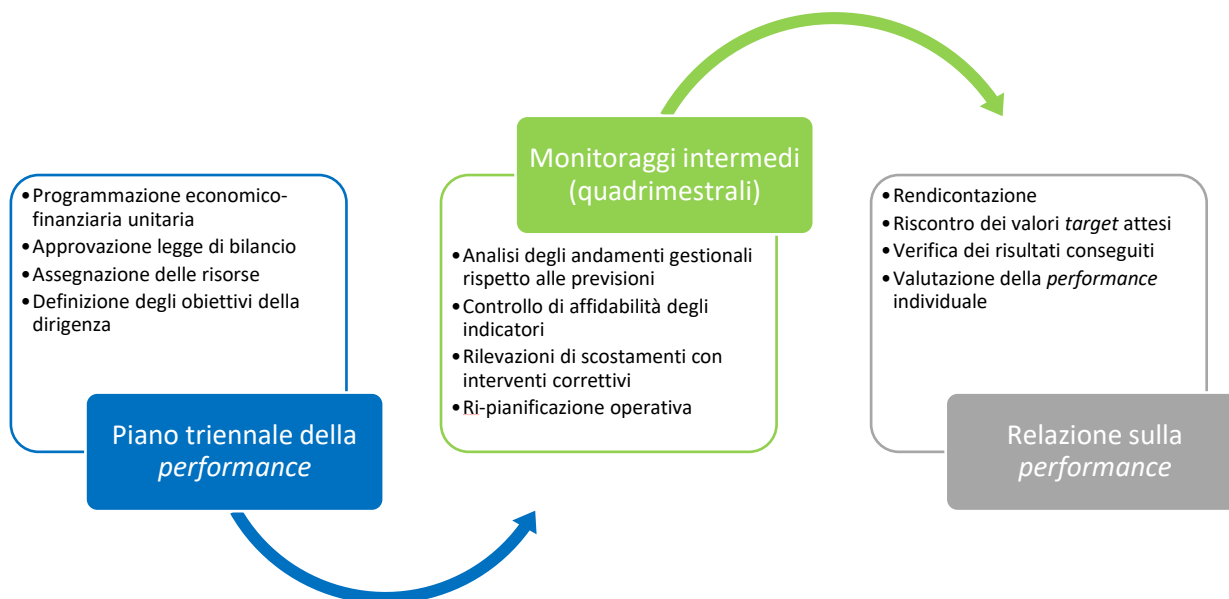 •Programmazione economico-
finanziaria unitaria
•Approvazione legge di bilancio
•Assegnazione delle risorse
•Definizione degli obiettivi della
dirigenza
Piano triennale della
performance
Monitoraggi intermedi
(quadrimestrali)
•Analisi degli andamenti gestionali
rispetto alle previsioni
•Controllo di affidabilità degli
indicatori
•Rilevazioni di scostamenti con
interventi correttivi
•Ri-pianificazione operativa
•Rendicontazione
•Riscontro dei valori target attesi
•Verifica dei risultati conseguiti
•Valutazione della performance
individuale
Relazione sulla
performance